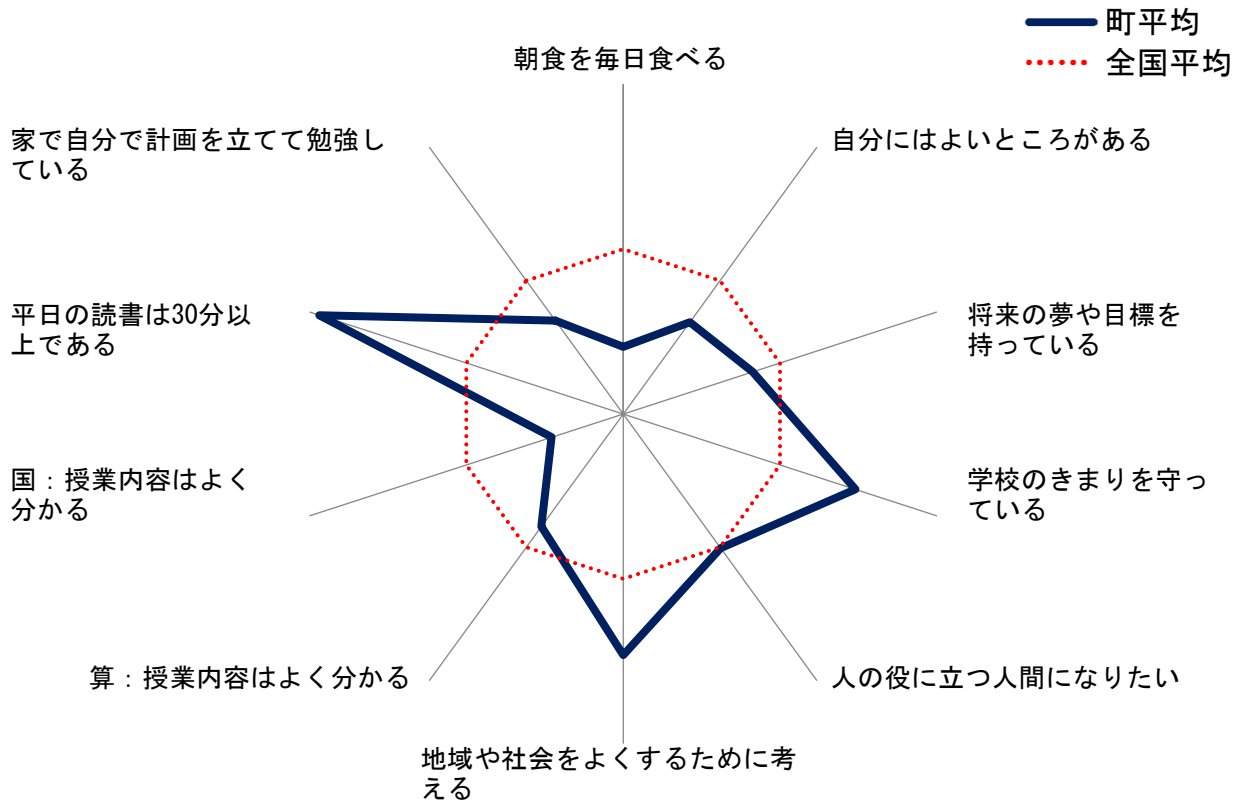 町平均
全国平均
朝食を毎日食べる
自分にはよいところがある
将来の夢や目標を
持っている
学校のきまりを守っ
ている
人の役に立つ人間になりたい
地域や社会をよくするために考
える
算：授業内容はよく分かる
国：授業内容はよく
分かる
平日の読書は30分以
上である
家で自分で計画を立てて勉強し
ている